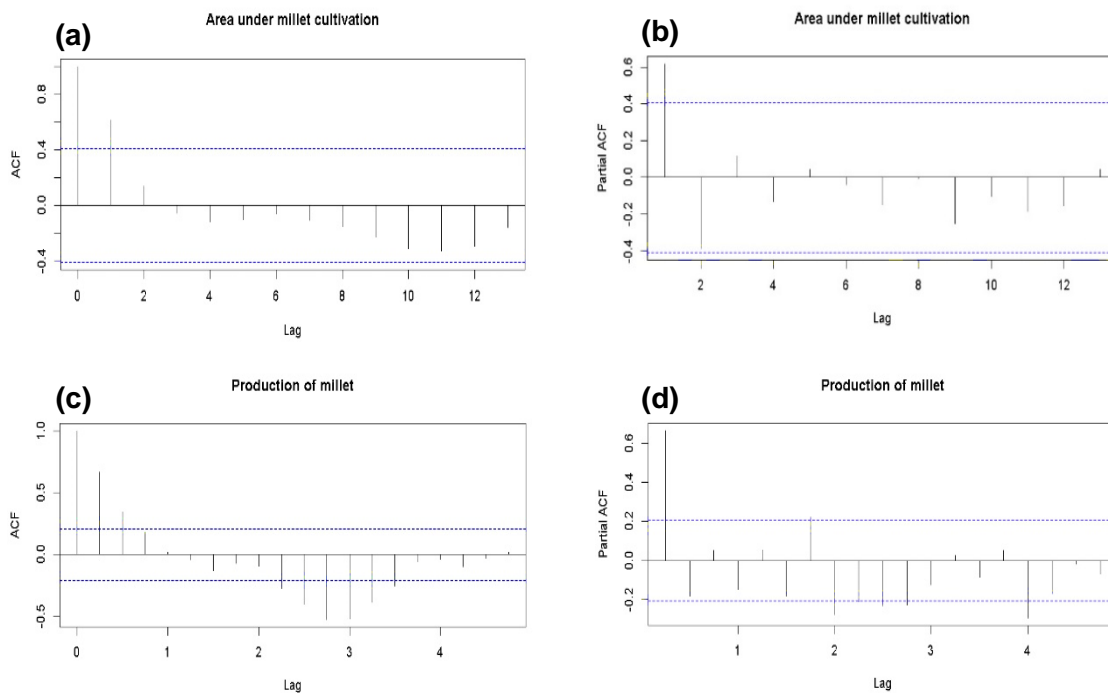 (a)
Area under millet cultivation
ACF
-0.4 0.0 0.4 0.8
0 2 4 6 8 10 12
Lag
(b)
Area under millet cultivation
Partial ACF
-0.4 -0.2 0.0 0.2 0.4 0.6
2 4 6 8 10 12
Lag
(c)
Production of millet
ACF
-0.5 0.0 0.5 1.0
0 1 2 3 4
Lag
(d)
Production of millet
Partial ACF
-0.2 0.0 0.2 0.4 0.6
1 2 3 4
Lag